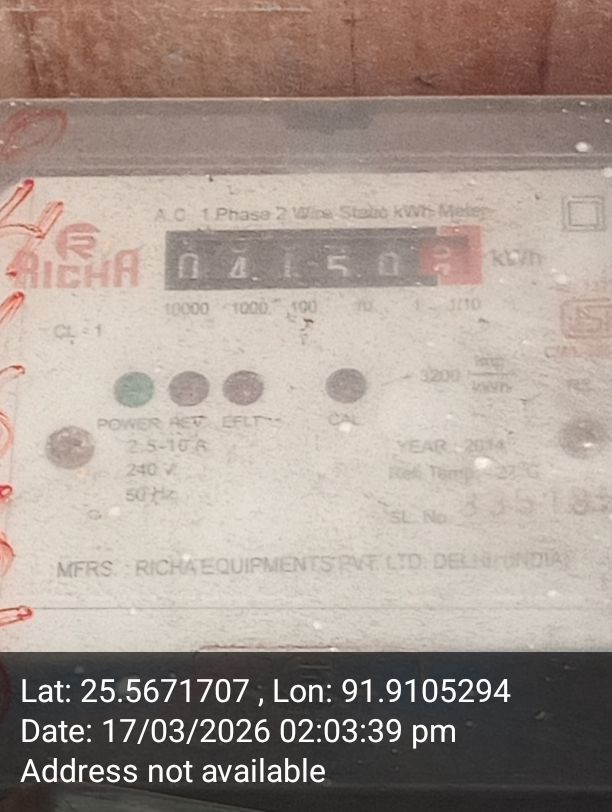 A.C. 1 Phase 2 Wire Static kWh Meter
RICHA
0 4 1 5 0
kWh
10000 1000 100 10 1 1/10
CL - 1
3200 imp/kWh
POWER REV EFLT CAL
2.5-10 A
YEAR : 2014
240 V
Ref. Temp. : 27°C
50 Hz
SL. No.
MFRS. : RICHA EQUIPMENTS PVT. LTD. DELHI (INDIA)
Lat: 25.5671707 , Lon: 91.9105294
Date: 17/03/2026 02:03:39 pm
Address not available